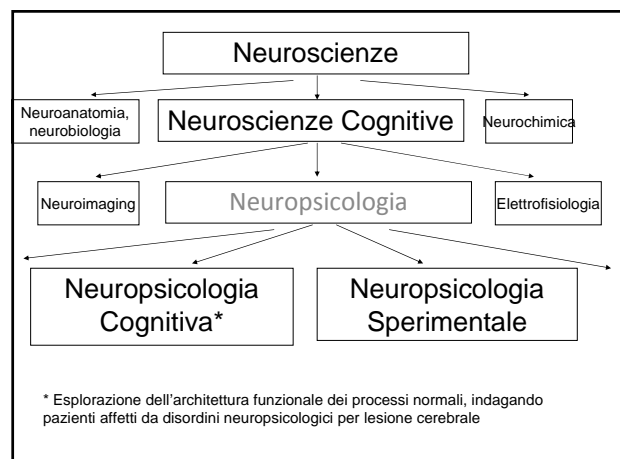 Neuroscienze
Neuroanatomia,
neurobiologia
Neuroscienze Cognitive
Neurochimica
Neuroimaging
Neuropsicologia
Elettrofisiologia
Neuropsicologia
Cognitiva*
Neuropsicologia
Sperimentale
* Esplorazione dell'architettura funzionale dei processi normali, indagando
pazienti affetti da disordini neuropsicologici per lesione cerebrale